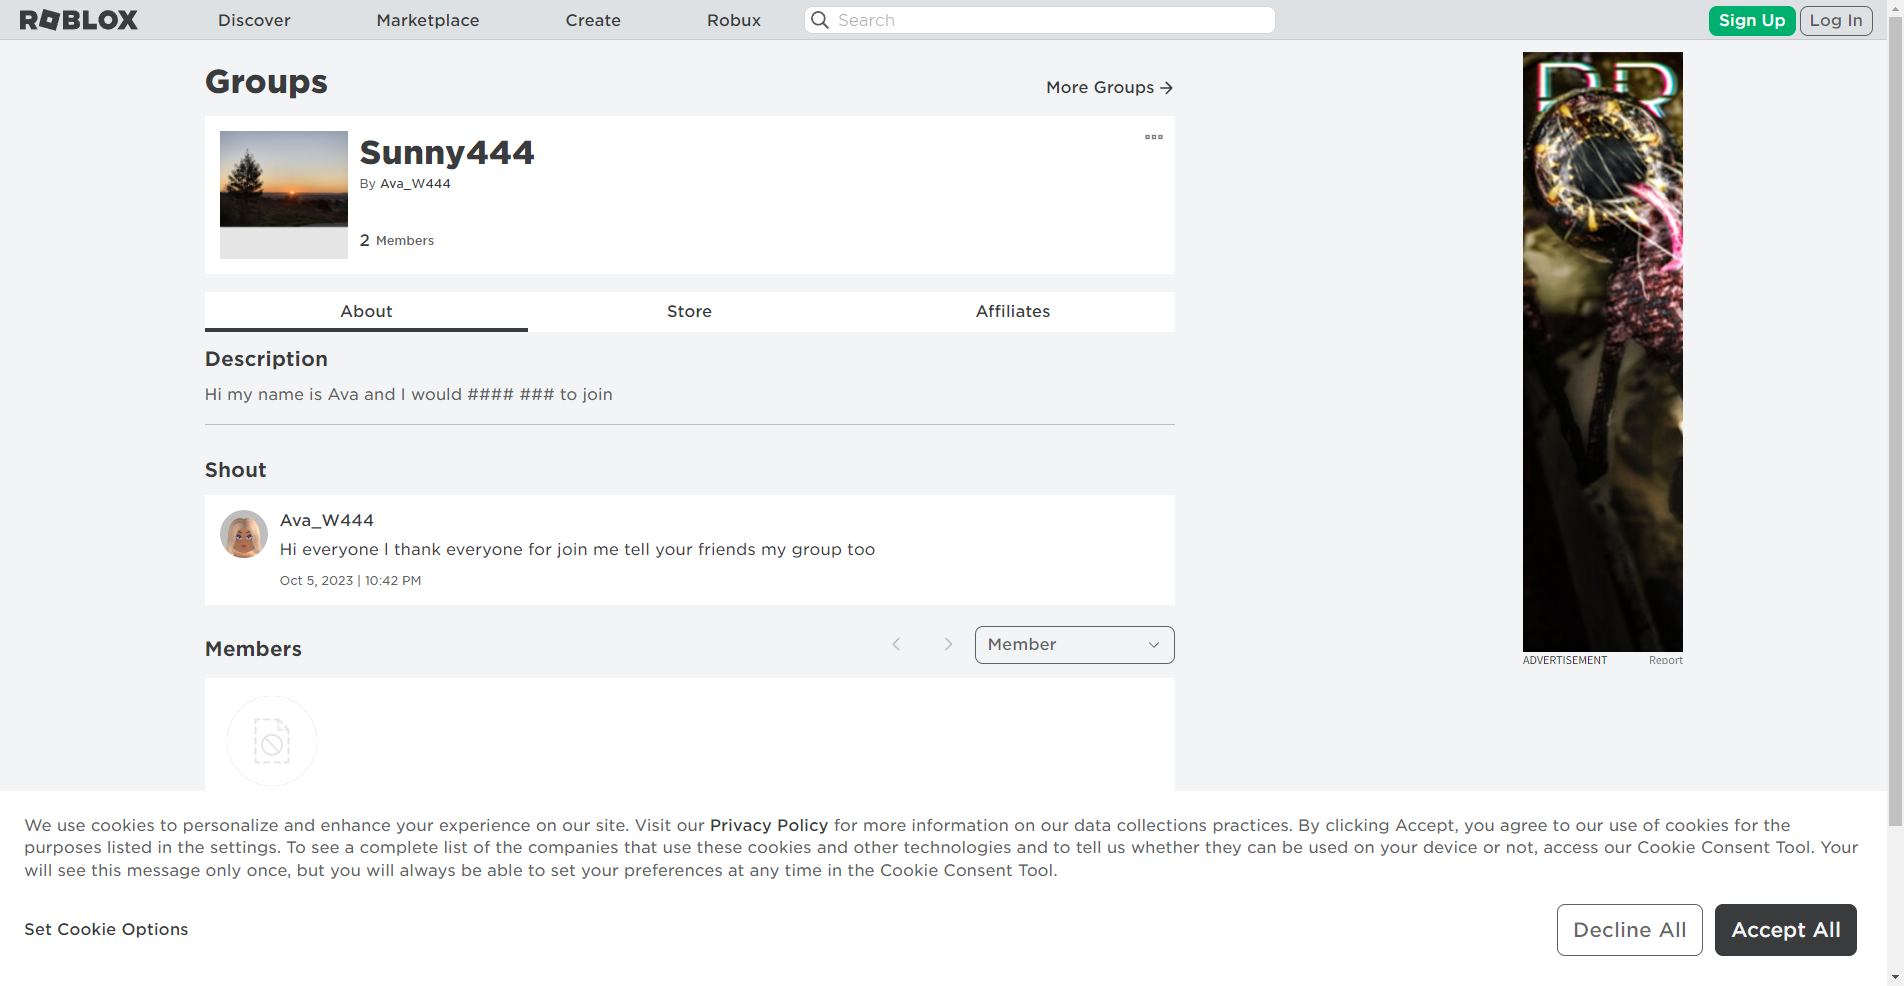 ROBLOX
Discover
Marketplace
Create
Robux
Search
Sign Up
Log In
Groups
More Groups
Sunny444
By Ava_W444
2 Members
About
Store
Affiliates
Description
Hi my name is Ava and I would #### ### to join
Shout
Ava_W444
Hi everyone I thank everyone for join me tell your friends my group too
Oct 5, 2023 | 10:42 PM
Members
Member
ADVERTISEMENT
Report
We use cookies to personalize and enhance your experience on our site. Visit our Privacy Policy for more information on our data collections practices. By clicking Accept, you agree to our use of cookies for the
purposes listed in the settings. To see a complete list of the companies that use these cookies and other technologies and to tell us whether they can be used on your device or not, access our Cookie Consent Tool. Your
will see this message only once, but you will always be able to set your preferences at any time in the Cookie Consent Tool.
Set Cookie Options
Decline All
Accept All